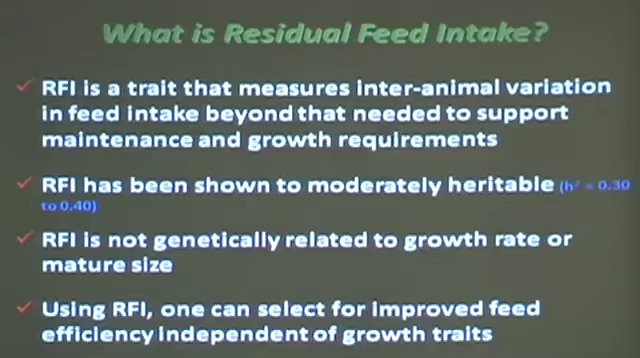 What is Residual Feed Intake?
✓ RFI is a trait that measures inter-animal variation
in feed intake beyond that needed to support
maintenance and growth requirements
✓ RFI has been shown to moderately heritable (h² = 0.30
to 0.40)
✓ RFI is not genetically related to growth rate or
mature size
✓ Using RFI, one can select for improved feed
efficiency independent of growth traits